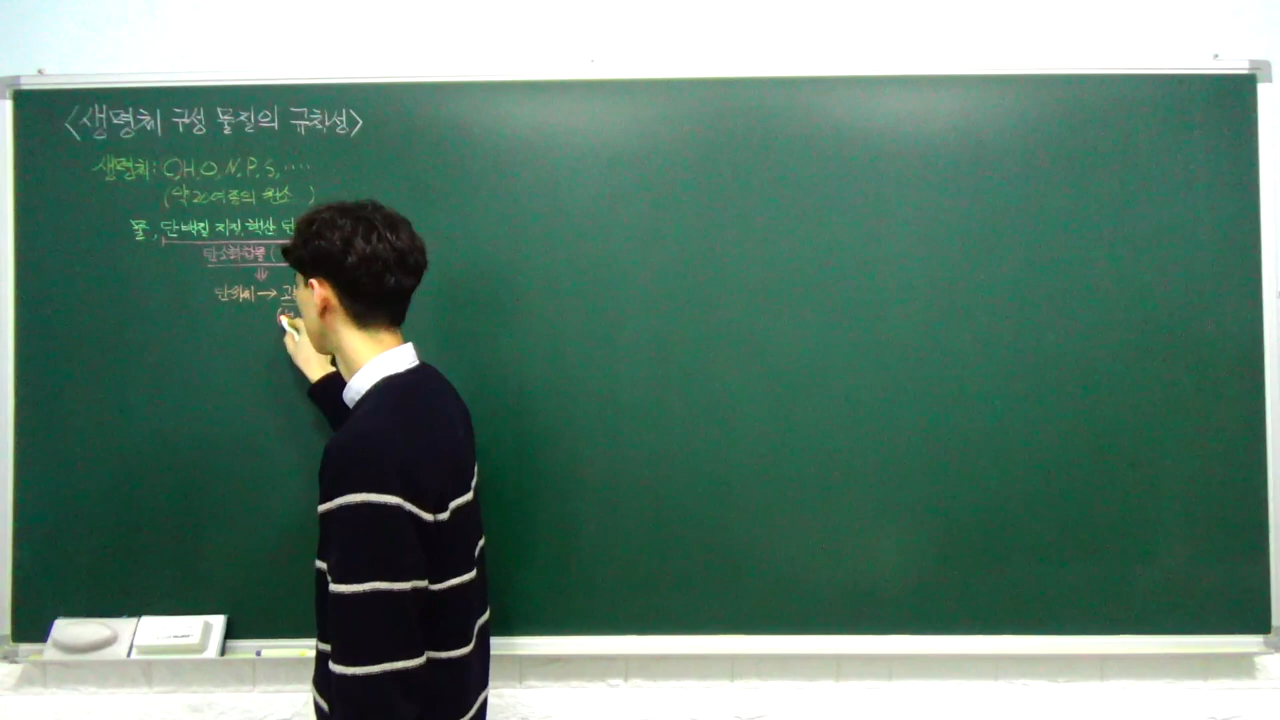 <생명체 구성 물질의 규칙성>
생명체: C, H, O, N, P, S, ·····
(약 20여종의 원소 )
물, 단백질, 지질, 핵산, 탄
탄소화합물 (
⇓
단위체 →
(